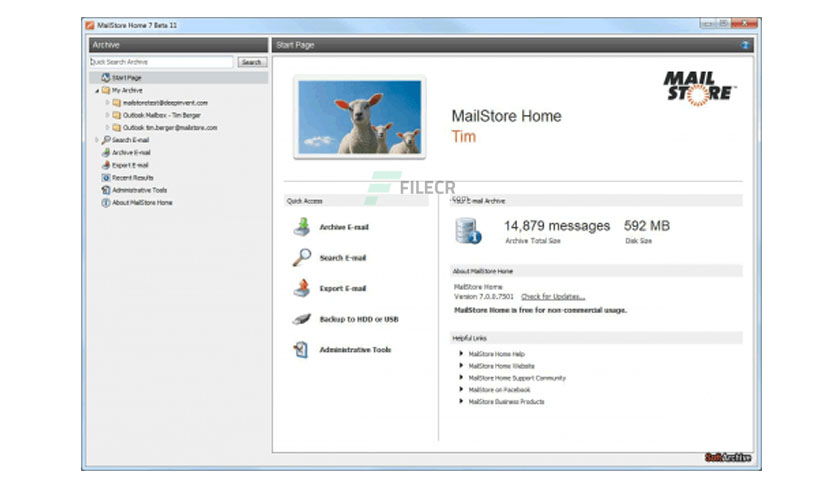 MailStore Home 7 Beta 11
Archive
Quick Search Archive
Search
Start Page
My Archive
mailstoretest@deepinvent.com
Outlook Mailbox - Tim Berger
Outlook tim.berger@mailstore.com
Search E-mail
Archive E-mail
Export E-mail
Recent Results
Administrative Tools
About MailStore Home
Start Page
MailStore Home
Tim
MAIL
STORE
FILECR
.com
Quick Access
Archive E-mail
Search E-mail
Export E-mail
Backup to HDD or USB
Administrative Tools
Your E-mail Archive
14,879 messages
592 MB
Archive Total Size
Disk Size
About MailStore Home
MailStore Home
Version 7.0.0.7501 Check for Updates...
MailStore Home is free for non-commercial usage.
Helpful Links
MailStore Home Help
MailStore Home Website
MailStore Home Support Community
MailStore on Facebook
MailStore Business Products
SoftArchive